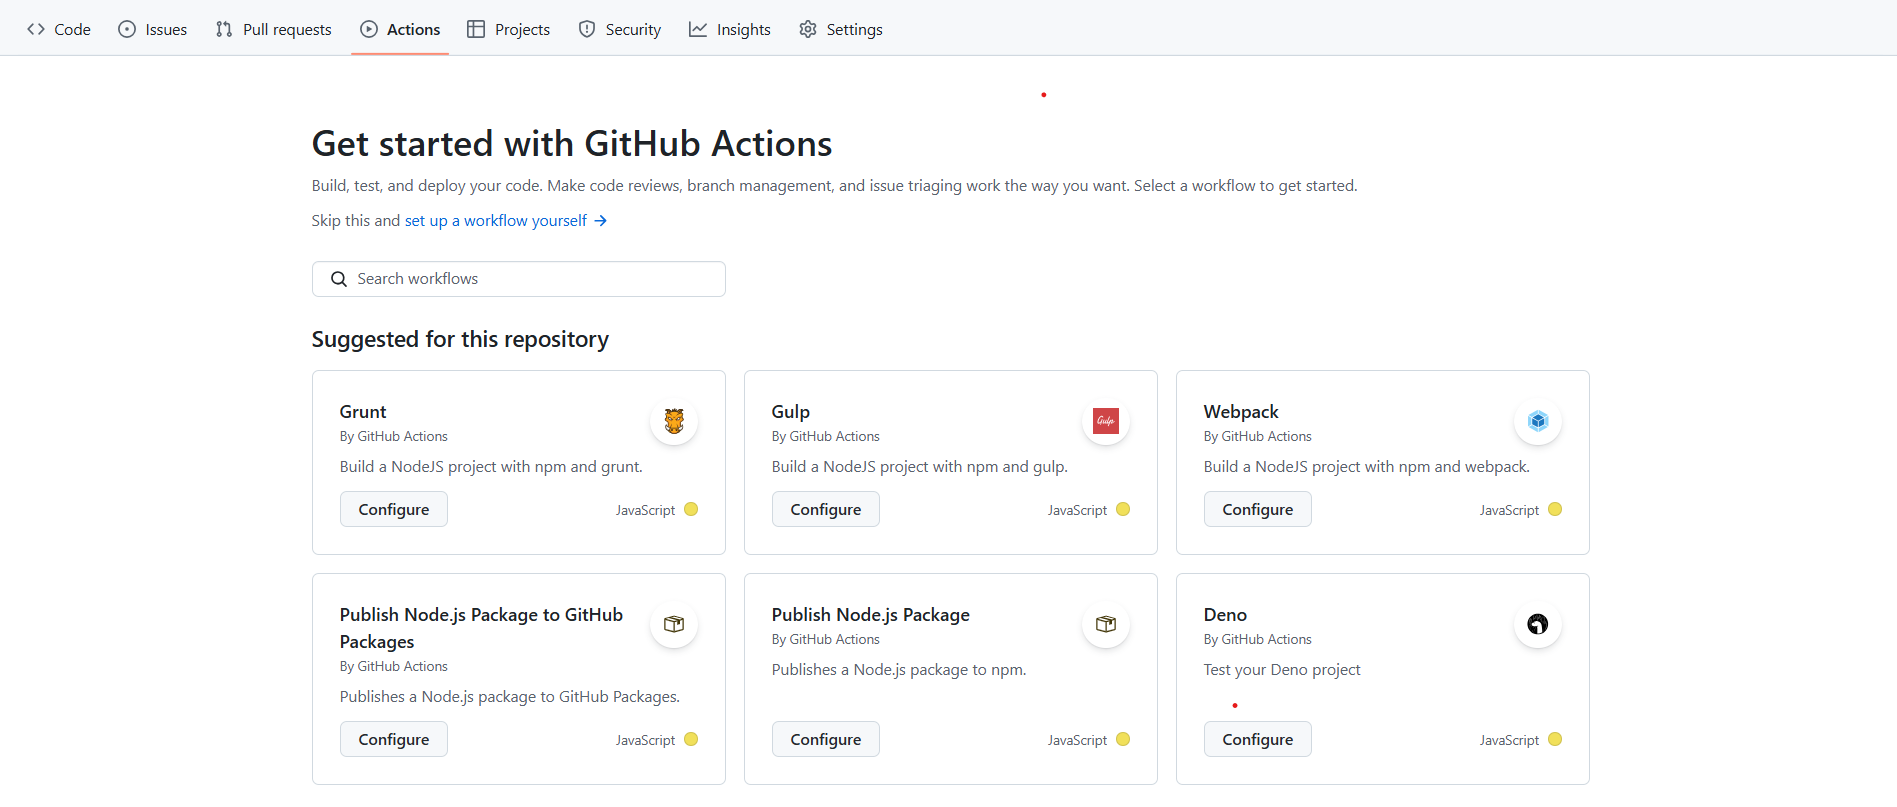 Code Issues Pull requests Actions Projects Security Insights Settings
Get started with GitHub Actions
Build, test, and deploy your code. Make code reviews, branch management, and issue triaging work the way you want. Select a workflow to get started.
Skip this and set up a workflow yourself →
Search workflows
Suggested for this repository
Grunt
By GitHub Actions
Build a NodeJS project with npm and grunt.
Configure JavaScript
Gulp
Gulp
By GitHub Actions
Build a NodeJS project with npm and gulp.
Configure JavaScript
Webpack
By GitHub Actions
Build a NodeJS project with npm and webpack.
Configure JavaScript
Publish Node.js Package to GitHub
Packages
By GitHub Actions
Publishes a Node.js package to GitHub Packages.
Configure JavaScript
Publish Node.js Package
By GitHub Actions
Publishes a Node.js package to npm.
Configure JavaScript
Deno
By GitHub Actions
Test your Deno project
Configure JavaScript